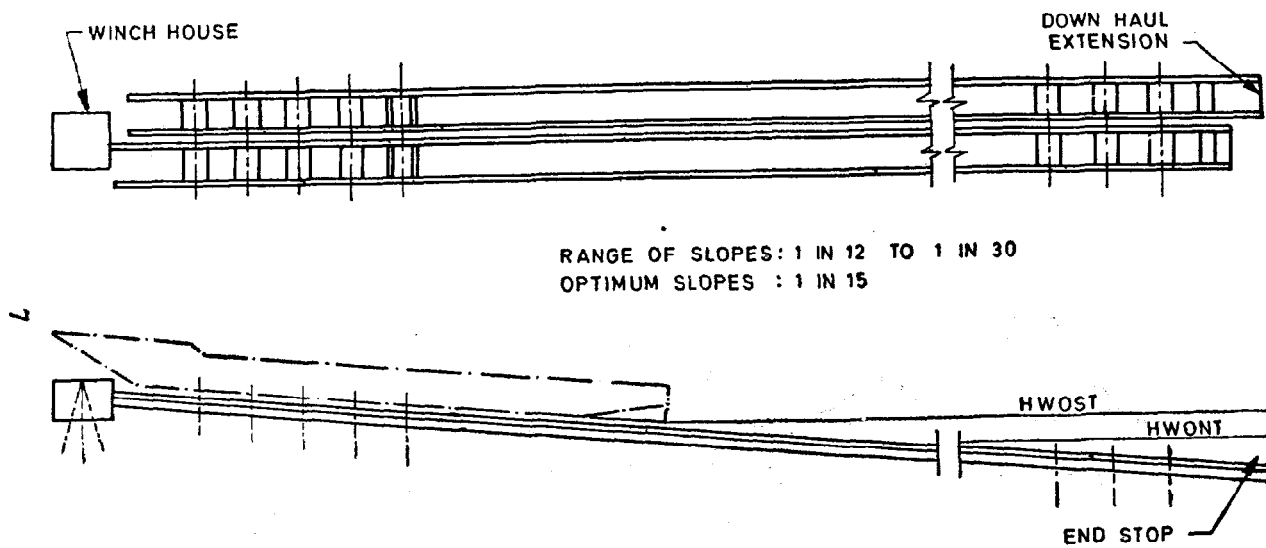 WINCH HOUSE
DOWN HAUL
EXTENSION
RANGE OF SLOPES: 1 IN 12 TO 1 IN 30
OPTIMUM SLOPES : 1 IN 15
HWOST
HWONT
END STOP